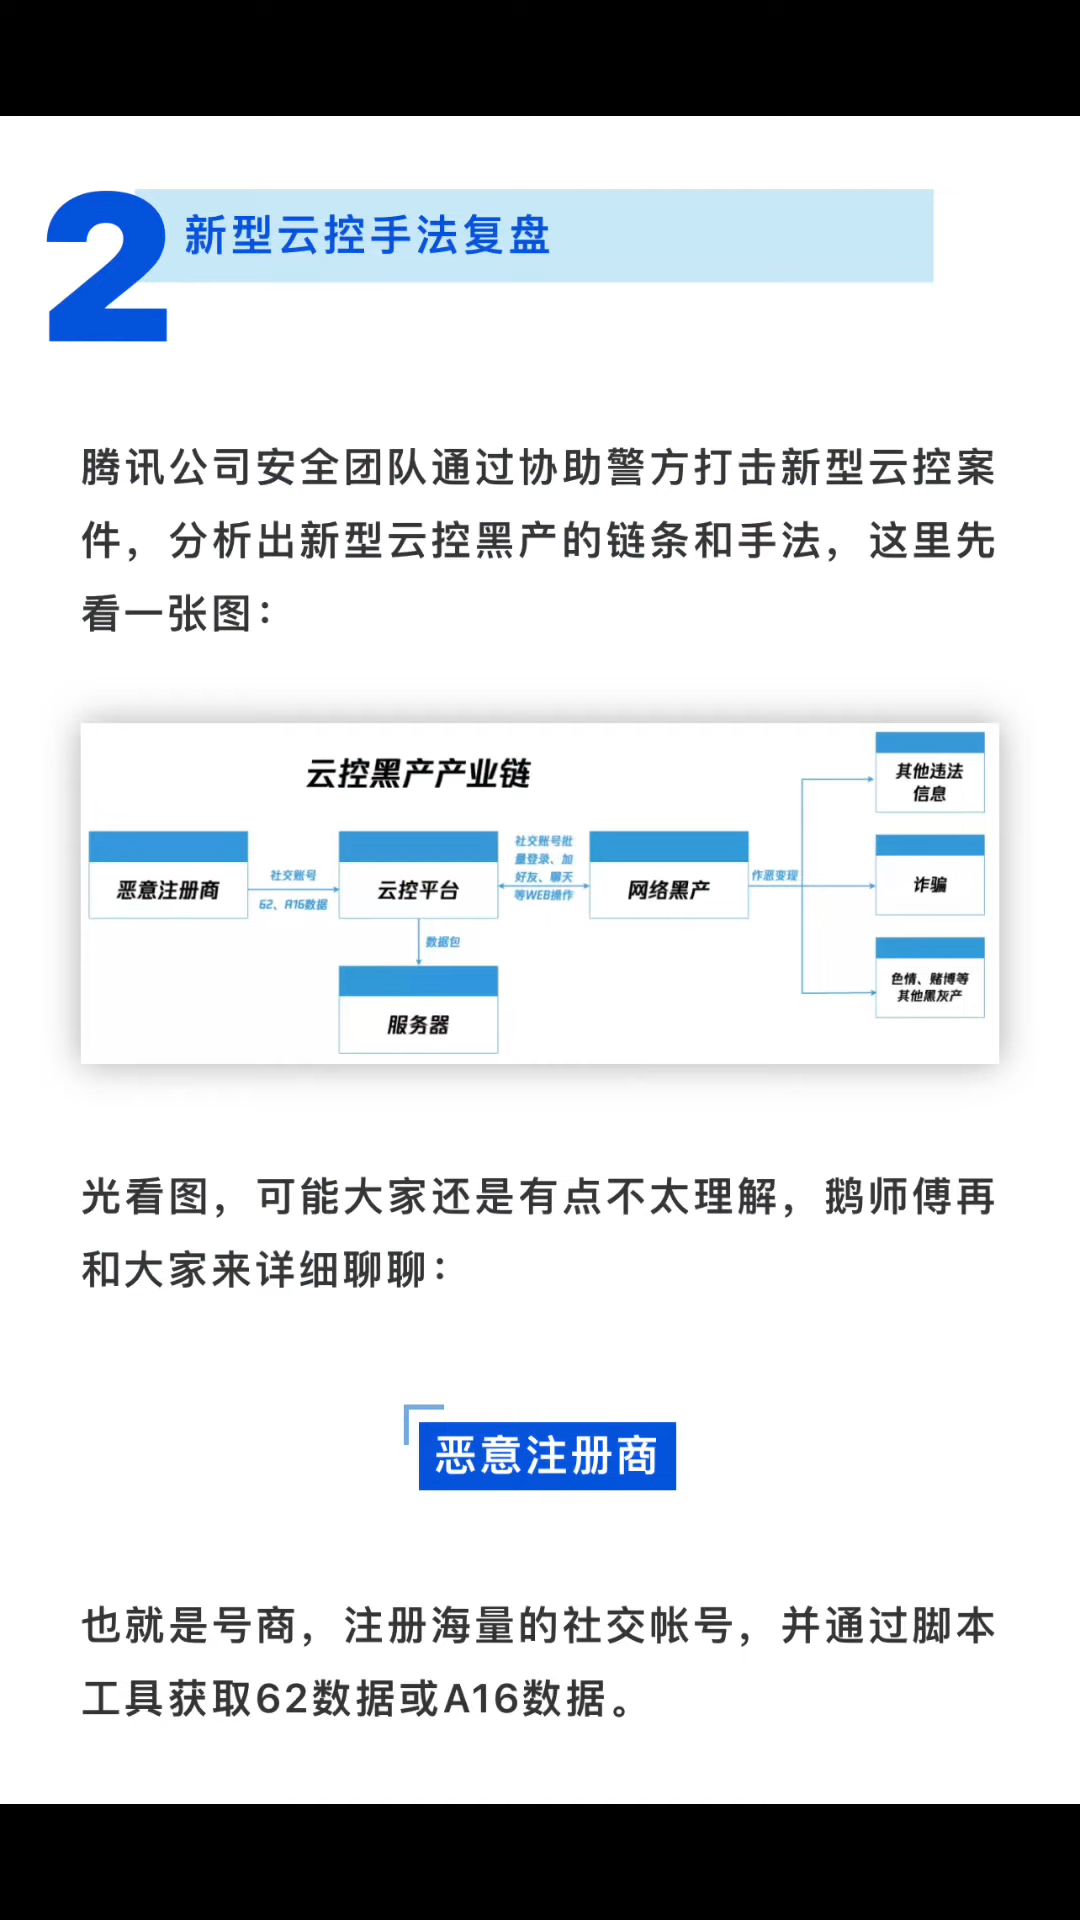 2
新型云控手法复盘
腾讯公司安全团队通过协助警方打击新型云控案
件，分析出新型云控黑产的链条和手法，这里先
看一张图：
云控黑产产业链
恶意注册商
社交账号
62、A16数据
云控平台
社交账号批
量登录、加
好友、聊天
等WEB操作
网络黑产
作恶变现
其他违法
信息
诈骗
色情、赌博等
其他黑灰产
数据包
服务器
光看图，可能大家还是有点不太理解，鹅师傅再
和大家来详细聊聊：
恶意注册商
也就是号商，注册海量的社交帐号，并通过脚本
工具获取62数据或A16数据。